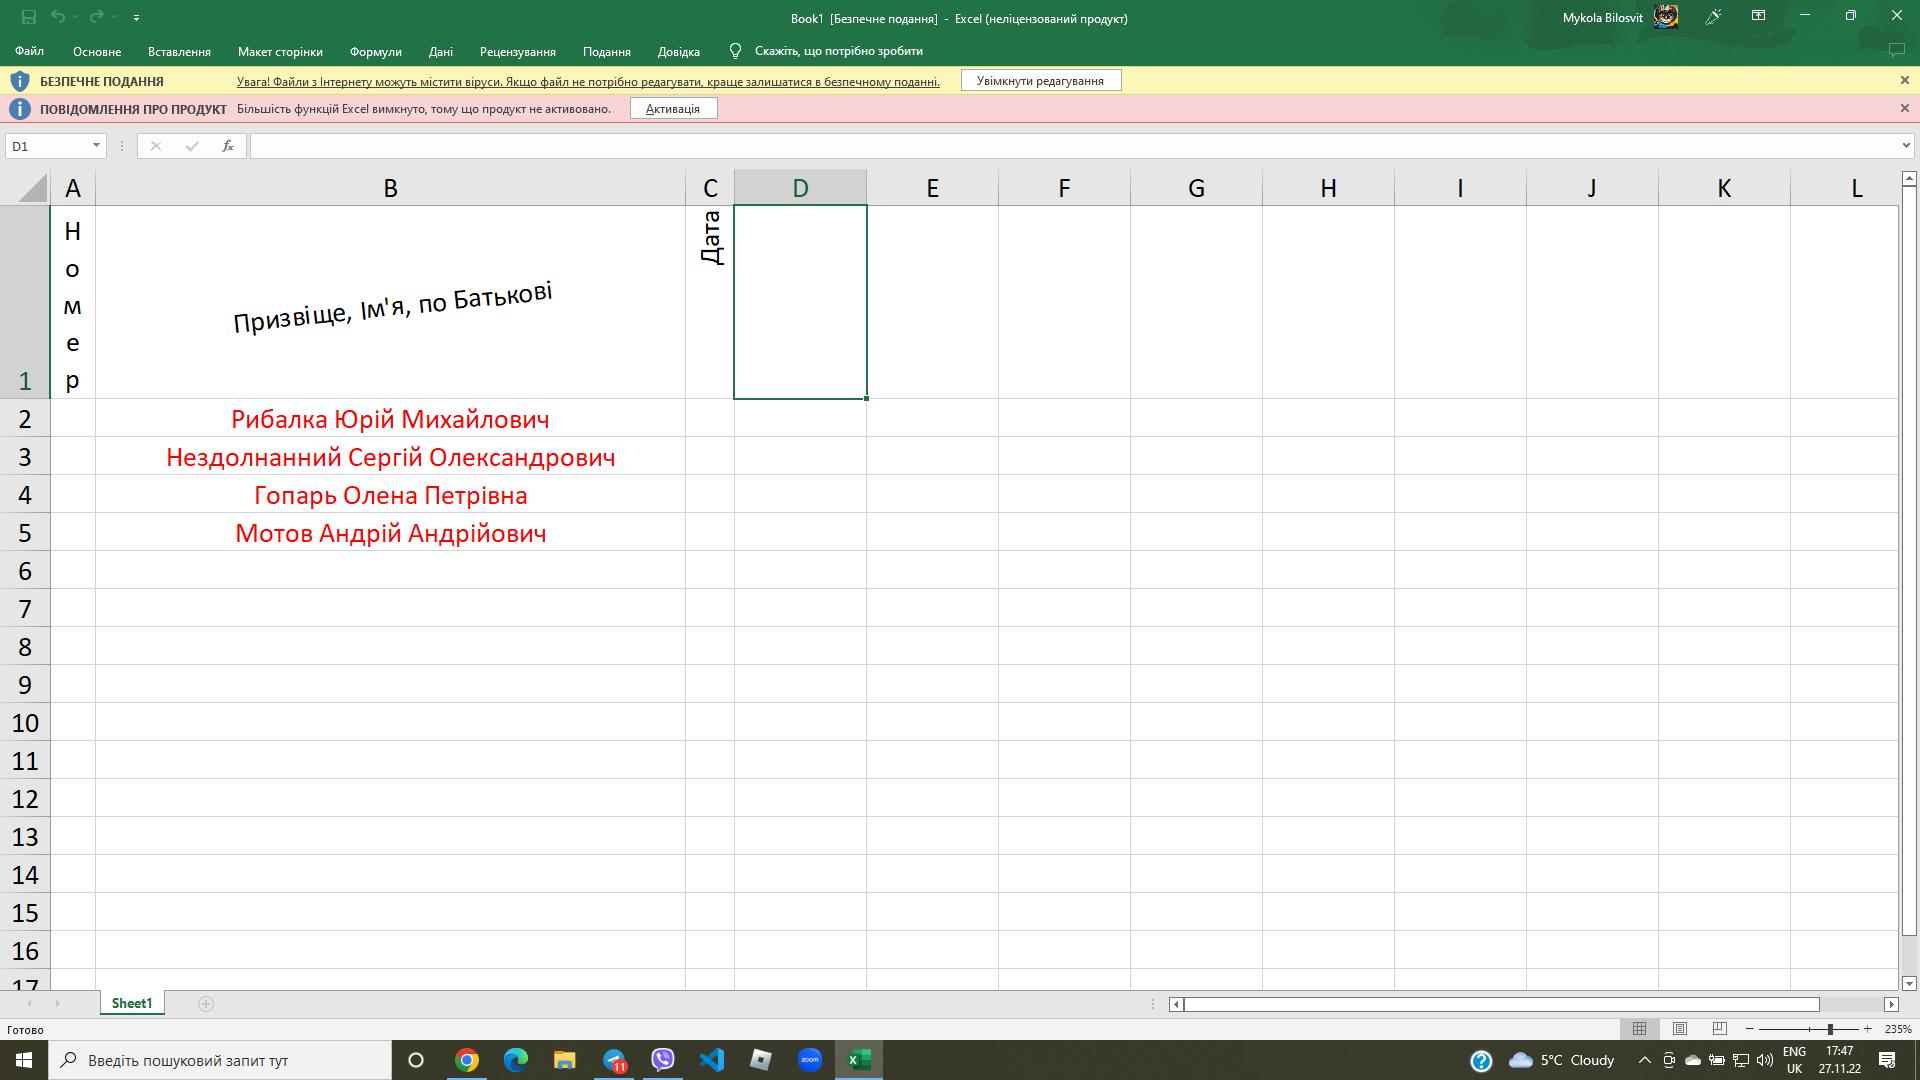 Book1 [Безпечне подання] - Excel (неліцензований продукт)
Mykola Bilosvit
Файл Основне Вставлення Макет сторінки Формули Дані Рецензування Подання Довідка Скажіть, що потрібно зробити
БЕЗПЕЧНЕ ПОДАННЯ Увага! Файли з Інтернету можуть містити віруси. Якщо файл не потрібно редагувати, краще залишатися в безпечному поданні. Увімкнути редагування
ПОВІДОМЛЕННЯ ПРО ПРОДУКТ Більшість функцій Excel вимкнуто, тому що продукт не активовано. Активація
D1 fx
A B C D E F G H I J K L
1 Номер Призвіще, Ім'я, по Батькові Дата
2 Рибалка Юрій Михайлович
3 Нездолнанний Сергій Олександрович
4 Гопарь Олена Петрівна
5 Мотов Андрій Андрійович
6
7
8
9
10
11
12
13
14
15
16
17
Sheet1
Готово 235%
Введіть пошуковий запит тут
11
zoom
5°C Cloudy
ENG
UK
17:47
27.11.22